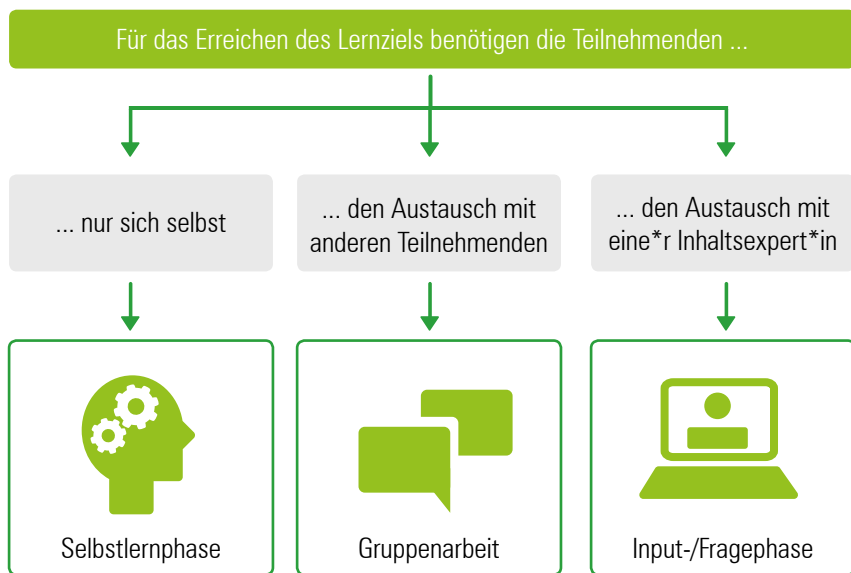 Für das Erreichen des Lernziels benötigen die Teilnehmenden ...
... nur sich selbst
... den Austausch mit
anderen Teilnehmenden
... den Austausch mit
eine*r Inhaltsexpert*in
Selbstlernphase
Gruppenarbeit
Input-/Fragephase